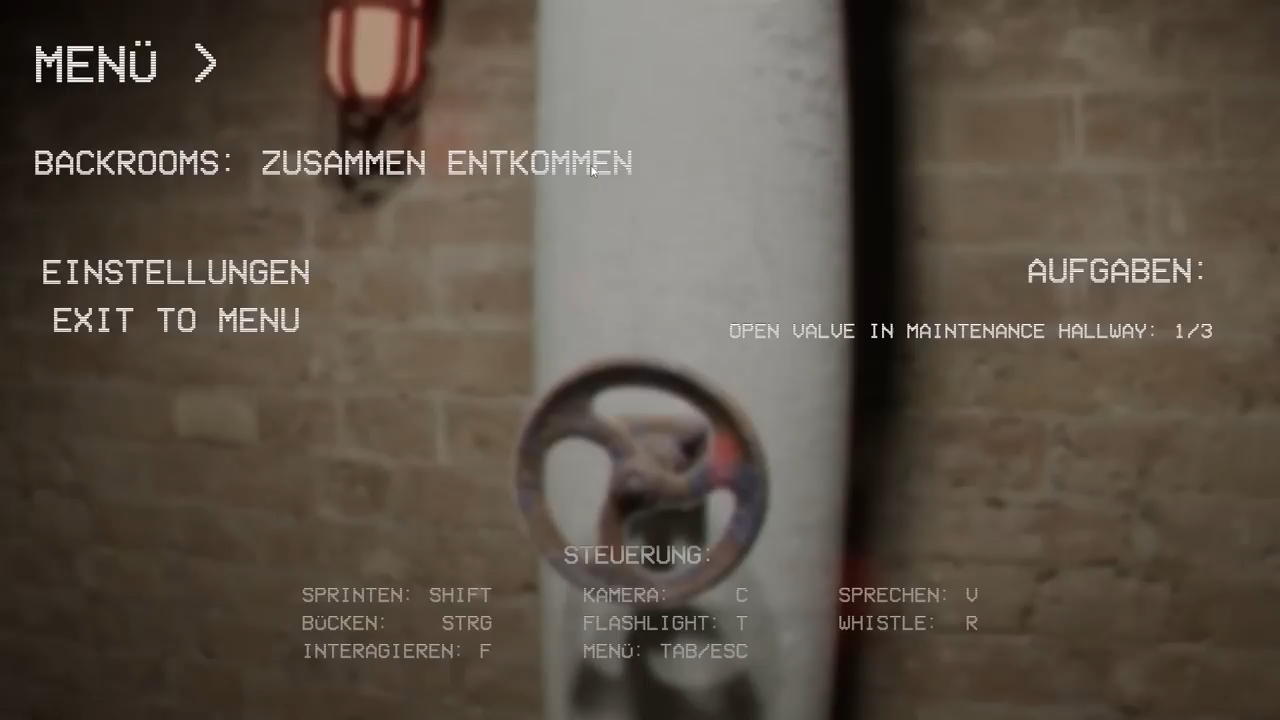 MENÜ >
BACKROOMS: ZUSAMMEN ENTKOMMEN
EINSTELLUNGEN
EXIT TO MENU
AUFGABEN:
OPEN VALVE IN MAINTENANCE HALLWAY: 1/3
STEUERUNG:
SPRINTEN: SHIFT KAMERA: C SPRECHEN: V
BÜCKEN: STRG FLASHLIGHT: T WHISTLE: R
INTERAGIEREN: F MENÜ: TAB/ESC